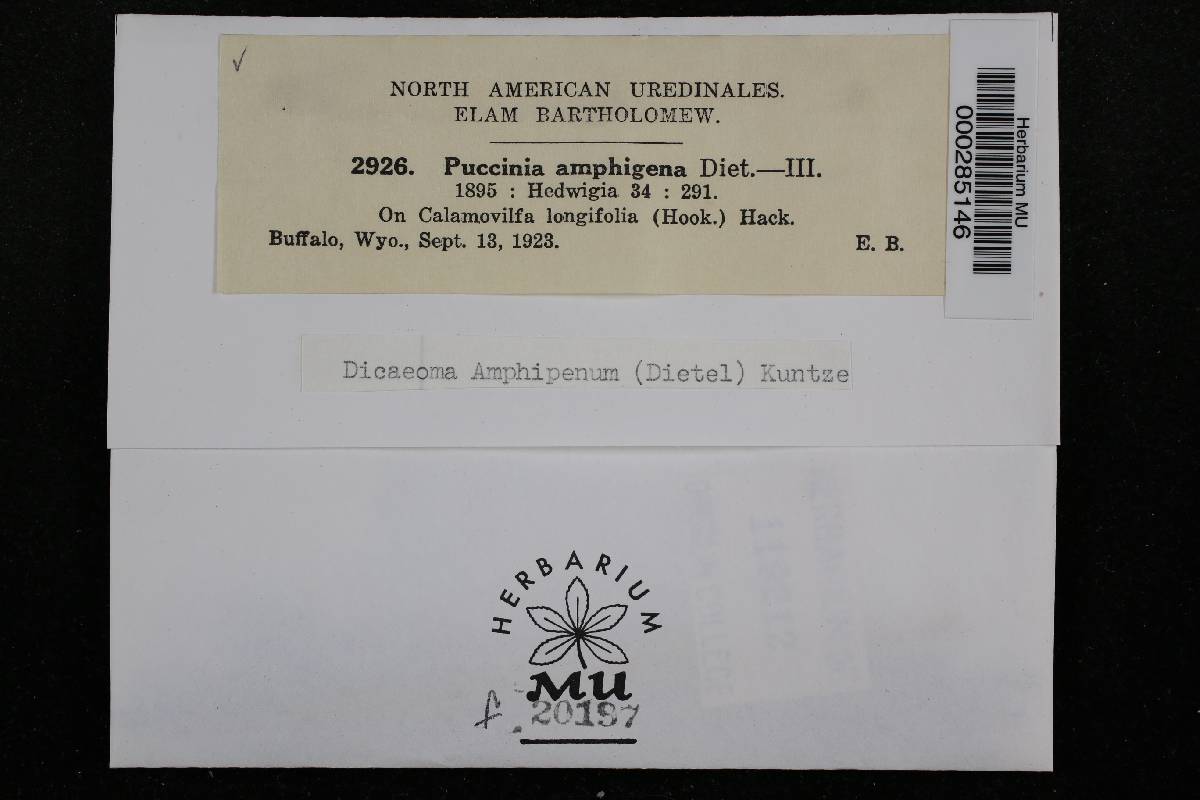 NORTH AMERICAN UREDINALES.
ELAM BARTHOLOMEW.
2926. Puccinia amphigena Diet.—III.
1895 : Hedwigia 34 : 291.
On Calamovilfa longifolia (Hook.) Hack.
Buffalo, Wyo., Sept. 13, 1923. E. B.
Herbarium MU
000285146
Dicaeoma Amphipenum (Dietel) Kuntze
HERBARIUM
MU
f. 20197